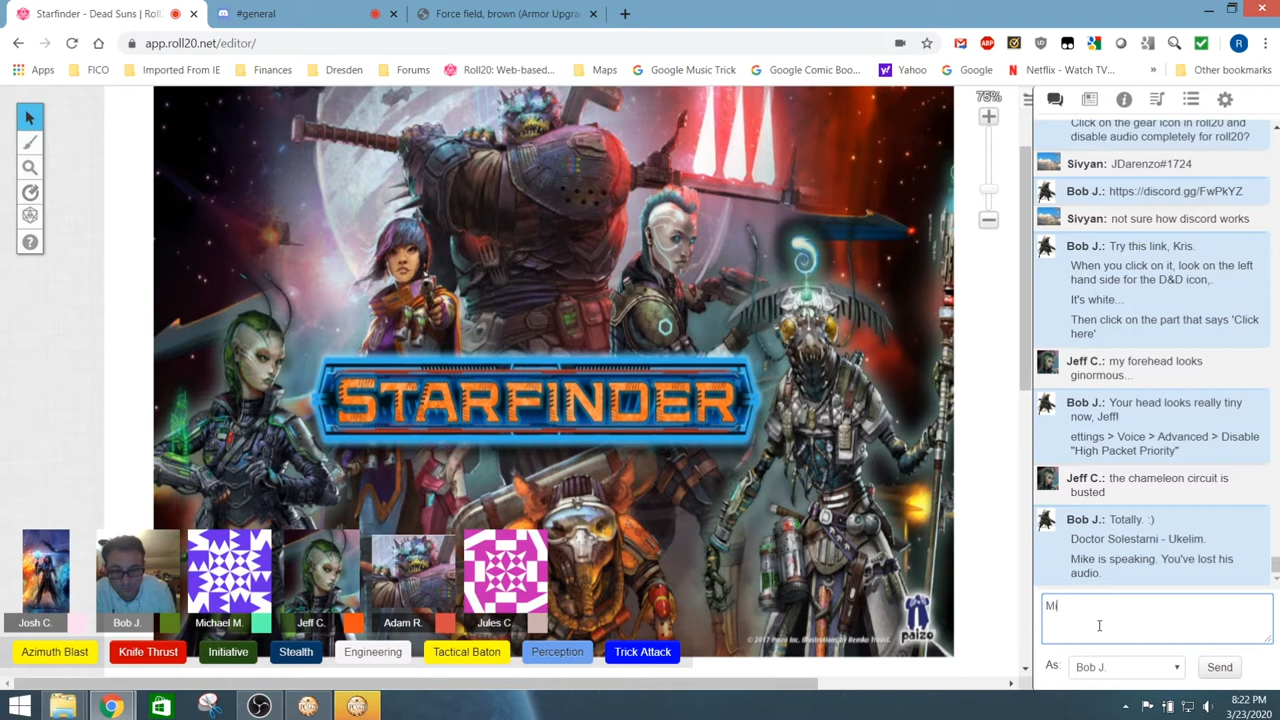 Starfinder - Dead Suns | Roll
#general
Force field, brown (Armor Upgra
app.roll20.net/editor/
Apps
FICO
Imported From IE
Finances
Dresden
Forums
Roll20: Web-based...
Maps
Google Music Trick
Google Comic Boo...
Yahoo
Google
Netflix - Watch TV...
»
Other bookmarks
75%
Click on the gear icon in roll20 and
disable audio completely for roll20?
Sivyan: JDarenzo#1724
Bob J.: https://discord.gg/FwPkYZ
Sivyan: not sure how discord works
Bob J.: Try this link, Kris.
When you click on it, look on the left
hand side for the D&D icon,.
It's white...
Then click on the part that says 'Click
here'
Jeff C.: my forehead looks
ginormous...
Bob J.: Your head looks really tiny
now, Jeff!
ettings > Voice > Advanced > Disable
"High Packet Priority"
Jeff C.: the chameleon circuit is
busted
Bob J.: Totally. :)
Doctor Solestarni - Ukelim.
Mike is speaking. You've lost his
audio.
Mi
As:
Bob J.
Send
STARFINDER
© 2017 Paizo Inc. Illustrations by Remko Troost.
paizo
Josh C.
Bob J.
Michael M.
Jeff C.
Adam R.
Jules C.
Azimuth Blast
Knife Thrust
Initiative
Stealth
Engineering
Tactical Baton
Perception
Trick Attack
8:22 PM
3/23/2020